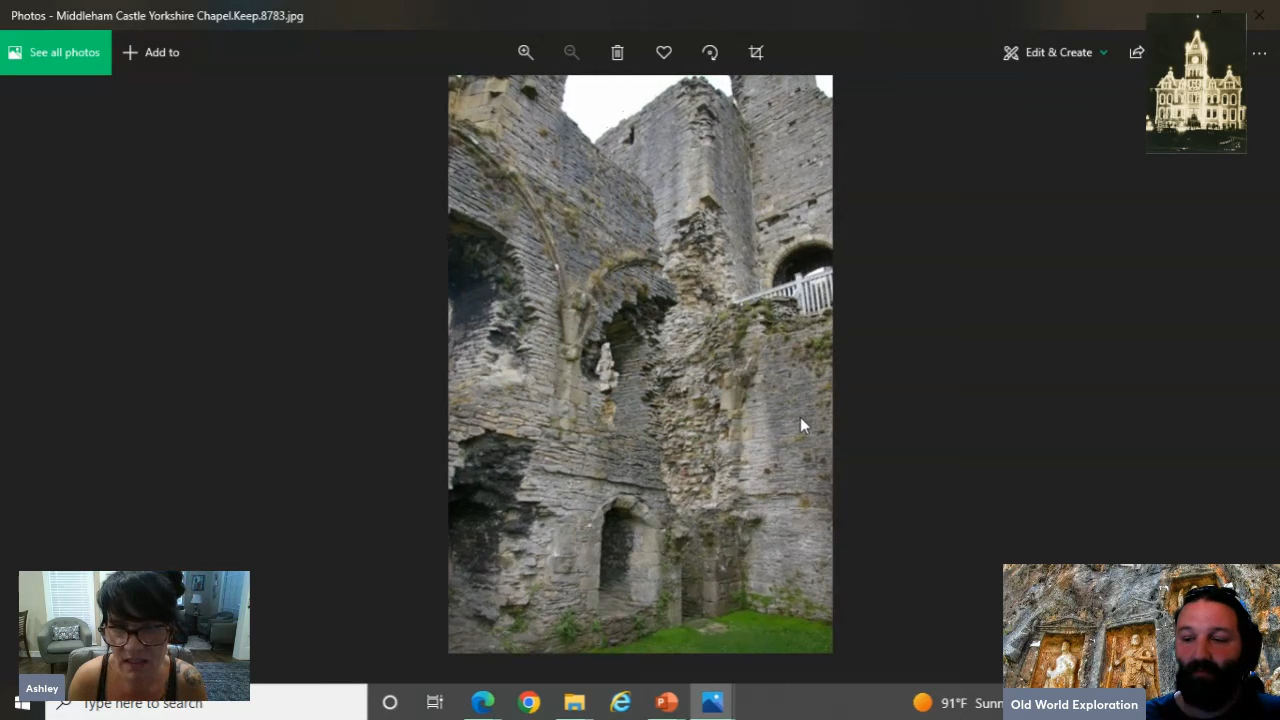 Photos - Middleham Castle Yorkshire Chapel.Keep.8783.jpg
See all photos
Add to
Edit & Create
Ashley
Type here to search
91°F Sunn
Old World Exploration